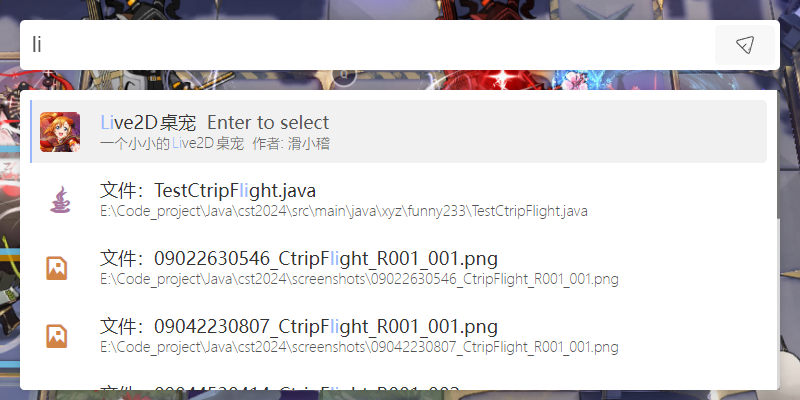 li
Live2D桌宠 Enter to select
一个小小的Live2D桌宠 作者: 滑小稽
文件：TestCtripFlight.java
E:\Code_project\Java\cst2024\src\main\java\xyz\funny233\TestCtripFlight.java
文件：09022630546_CtripFlight_R001_001.png
E:\Code_project\Java\cst2024\screenshots\09022630546_CtripFlight_R001_001.png
文件：09042230807_CtripFlight_R001_001.png
E:\Code_project\Java\cst2024\screenshots\09042230807_CtripFlight_R001_001.png